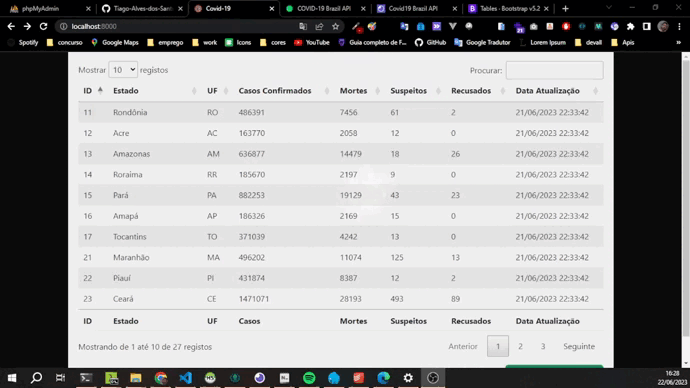 phpMyAdmin
Tiago-Alves-dos-San
Covid-19
COVID-19 Brazil API
Covid19 Brazil API
Tables · Bootstrap v5.2
localhost:8000
Spotify
concurso
Google Maps
emprego
work
Icons
cores
YouTube
Guia completo de F...
GitHub
Google Tradutor
Lorem Ipsum
devall
Apis
Mostrar 10 registos
Procurar:
ID Estado UF Casos Confirmados Mortes Suspeitos Recusados Data Atualização
11 Rondônia RO 486391 7456 61 2 21/06/2023 22:33:42
12 Acre AC 163770 2058 12 0 21/06/2023 22:33:42
13 Amazonas AM 636877 14479 18 26 21/06/2023 22:33:42
14 Roraima RR 185670 2197 9 0 21/06/2023 22:33:42
15 Pará PA 882253 19129 43 23 21/06/2023 22:33:42
16 Amapá AP 186326 2169 15 0 21/06/2023 22:33:42
17 Tocantins TO 371039 4242 13 0 21/06/2023 22:33:42
21 Maranhão MA 496202 11074 125 13 21/06/2023 22:33:42
22 Piauí PI 431874 8387 12 2 21/06/2023 22:33:42
23 Ceará CE 1471071 28193 493 89 21/06/2023 22:33:42
ID Estado UF Casos Mortes Suspeitos Recusados Data Atualização
Mostrando de 1 até 10 de 27 registos
Anterior 1 2 3 Seguinte
16:28
22/06/2023